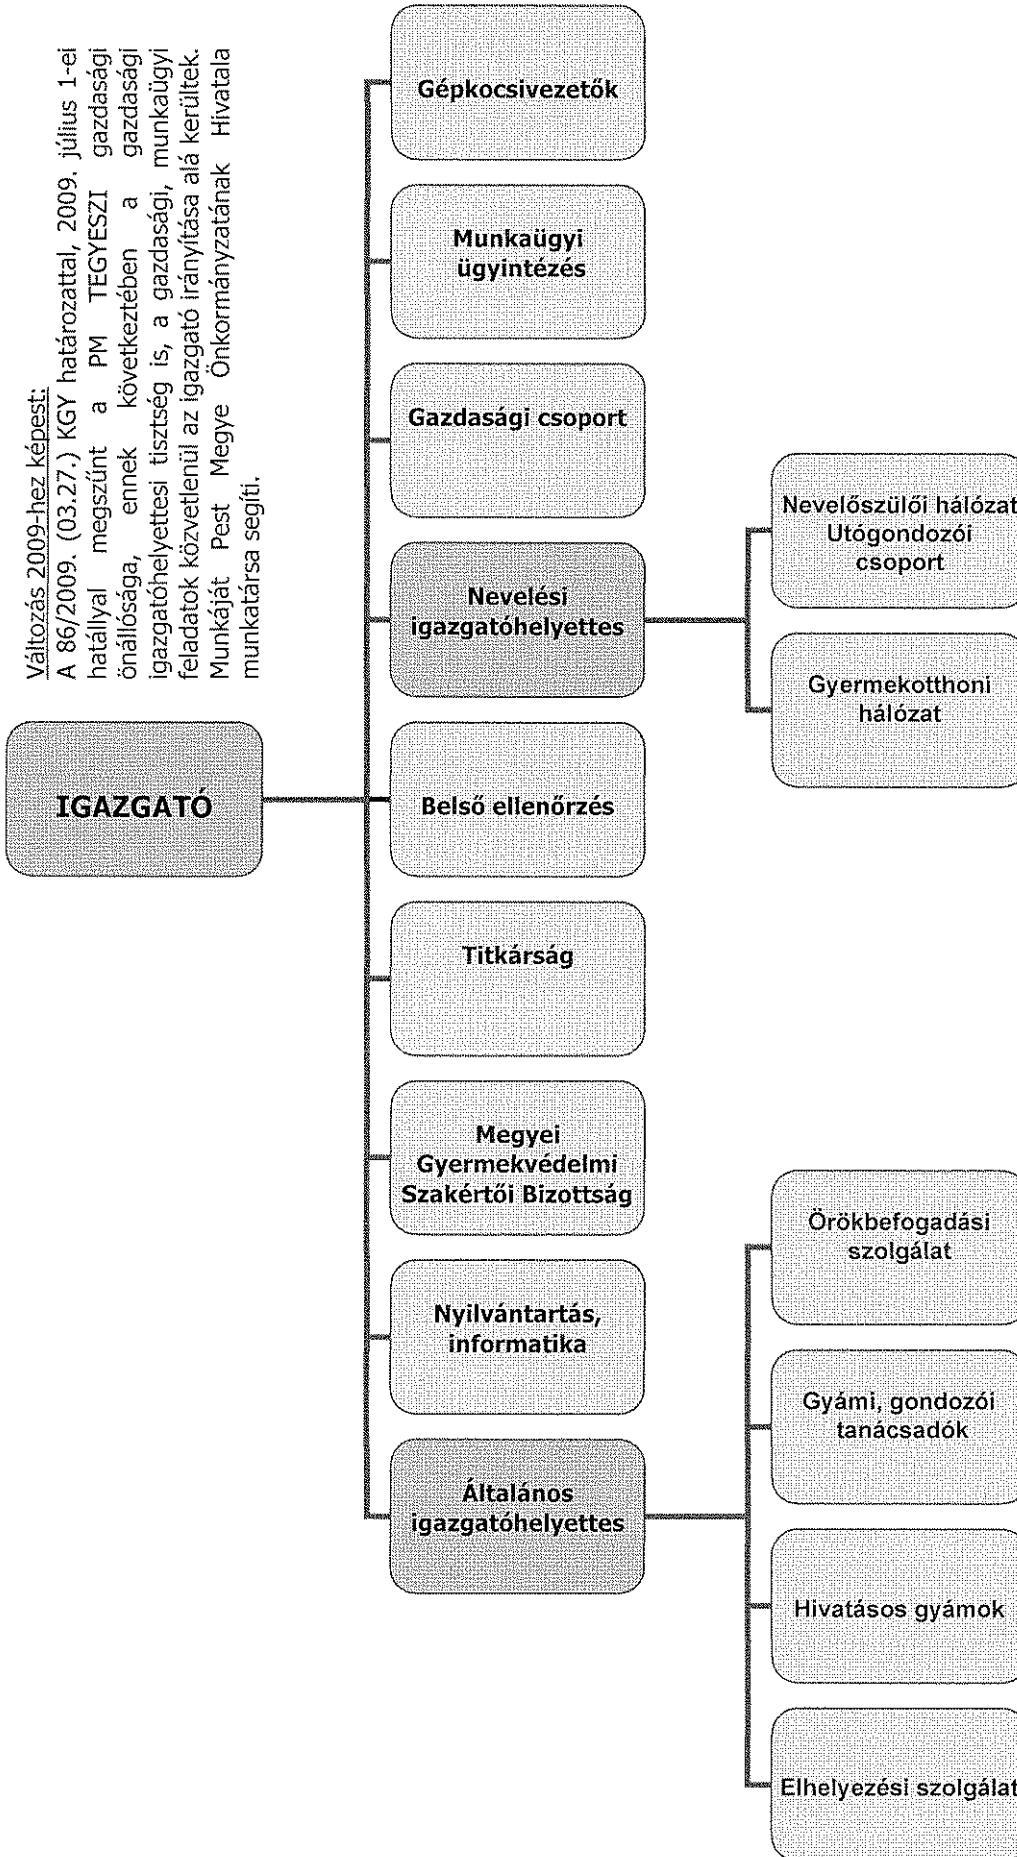 Változás 2009-hez képest:
A 86/2009. (03.27.) KGY határozattal, 2009. július 1-ei
hatállyal megszűnt a PM TEGYESZI gazdasági
önállósága, ennek következtében a gazdasági
igazgatóhelyettesi tisztség is, a gazdasági, munkaügyi
feladatok közvetlenül az igazgató irányítása alá kerültek.
Munkáját Pest Megye Önkormányzatának Hivatala
munkatársa segíti.
IGAZGATÓ
Általános
igazgatóhelyettes
Nyilvántartás,
informatika
Megyei
Gyermekvédelmi
Szakértői Bizottság
Titkárság
Belső ellenőrzés
Nevelési
igazgatóhelyettes
Gazdasági csoport
Munkaügyi
ügyintézés
Gépkocsivezetők
Elhelyezési szolgálat
Hivatásos gyámok
Gyámi, gondozói
tanácsadók
Örökbefogadási
szolgálat
Gyermekotthoni
hálózat
Nevelőszülői hálózat
Utógondozói
csoport